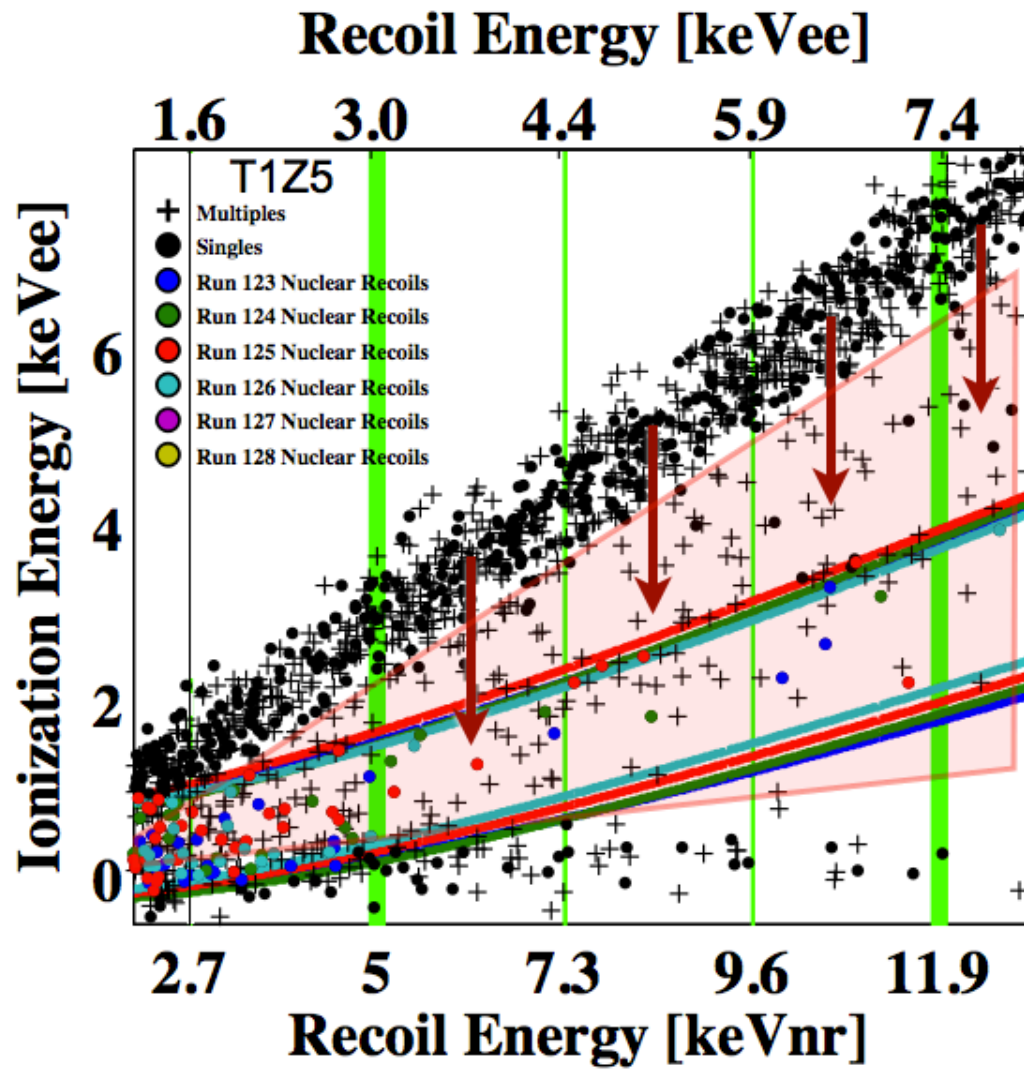 Recoil Energy [keVee]
1.6 3.0 4.4 5.9 7.4
T1Z5
Multiples
Singles
Run 123 Nuclear Recoils
Run 124 Nuclear Recoils
Run 125 Nuclear Recoils
Run 126 Nuclear Recoils
Run 127 Nuclear Recoils
Run 128 Nuclear Recoils
Ionization Energy [keVee]
6
4
2
0
2.7 5 7.3 9.6 11.9
Recoil Energy [keVnr]